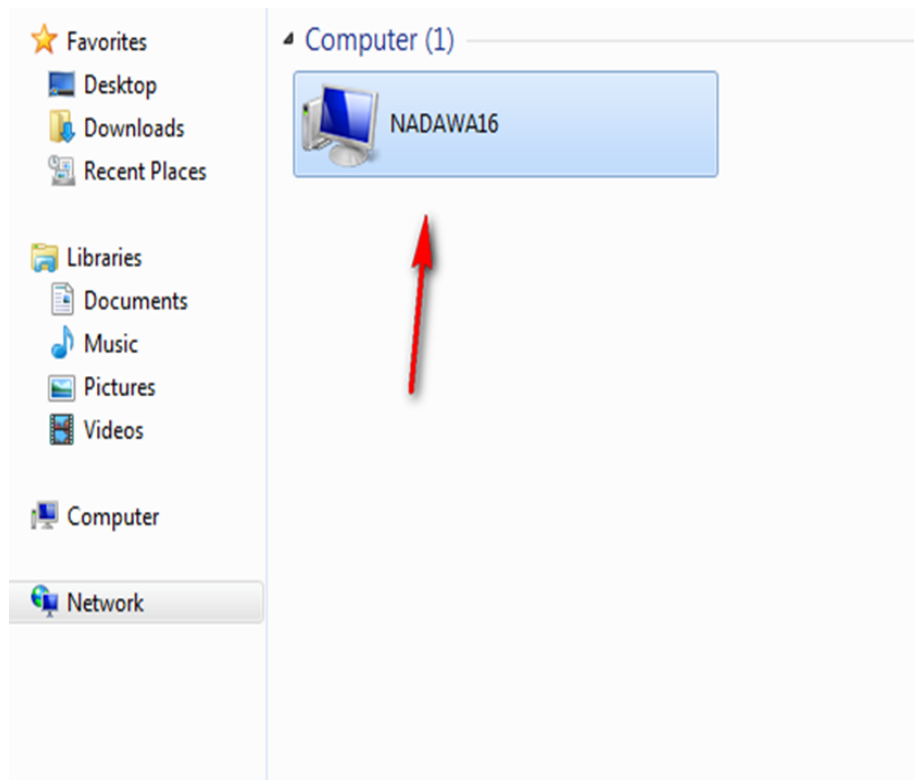 Favorites
Desktop
Downloads
Recent Places
Libraries
Documents
Music
Pictures
Videos
Computer
Network
Computer (1)
NADAWA16